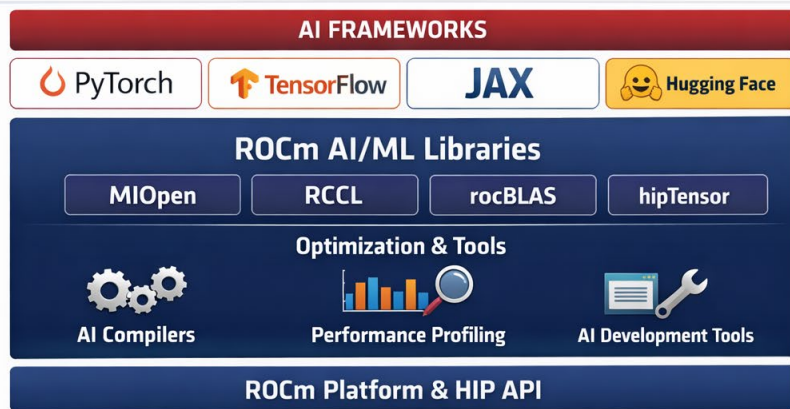 AI FRAMEWORKS
PyTorch TensorFlow JAX Hugging Face
ROCm AI/ML Libraries
MIOpen RCCL rocBLAS hipTensor
Optimization & Tools
AI Compilers Performance Profiling AI Development Tools
ROCm Platform & HIP API